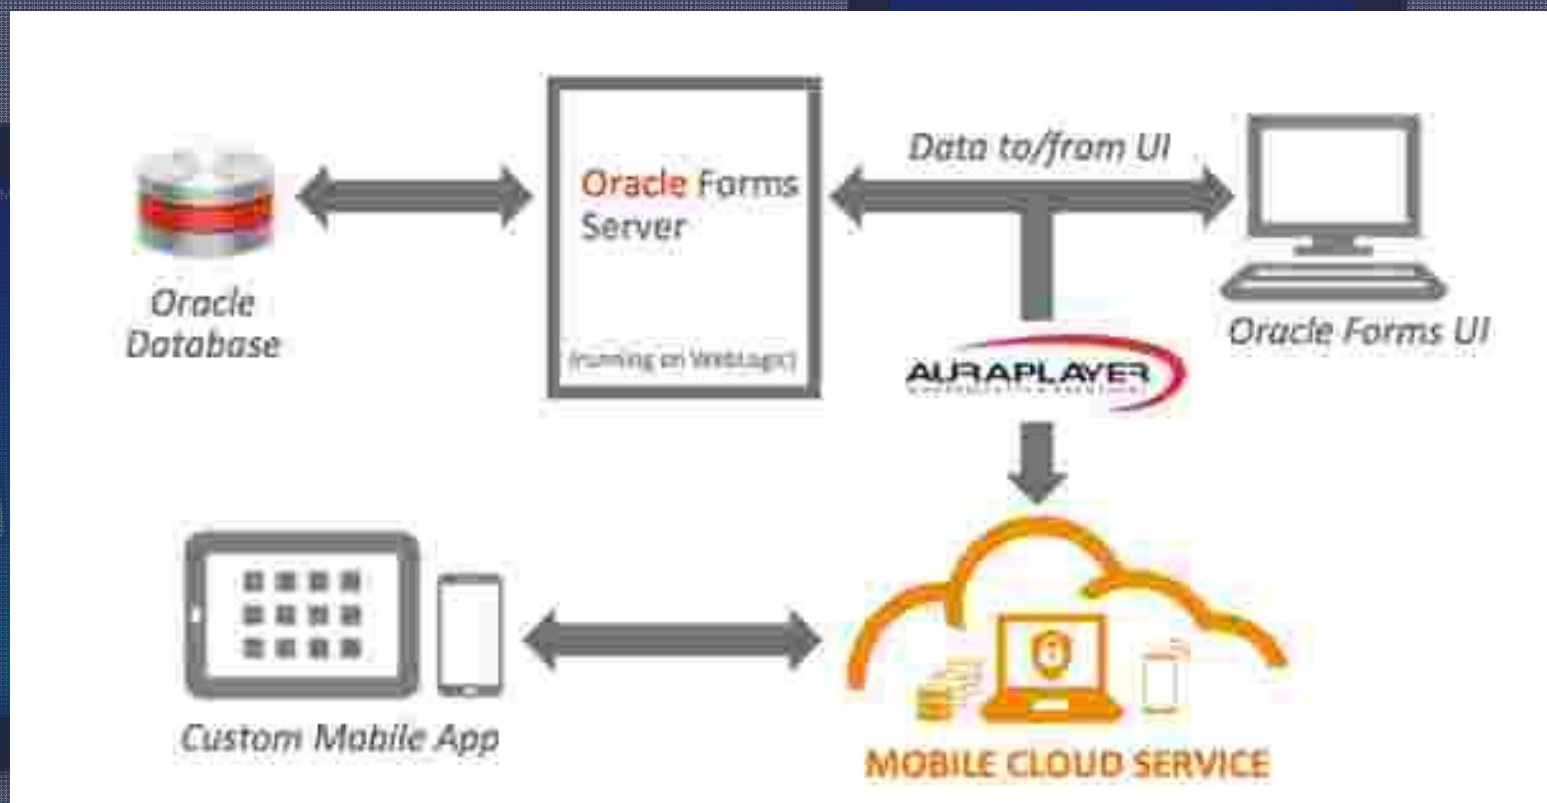 Data to/from UI
Oracle Forms
Server
Oracle
Database
(running on WebLogic)
Oracle Forms UI
AURAPLAYER
Custom Mobile App
MOBILE CLOUD SERVICE